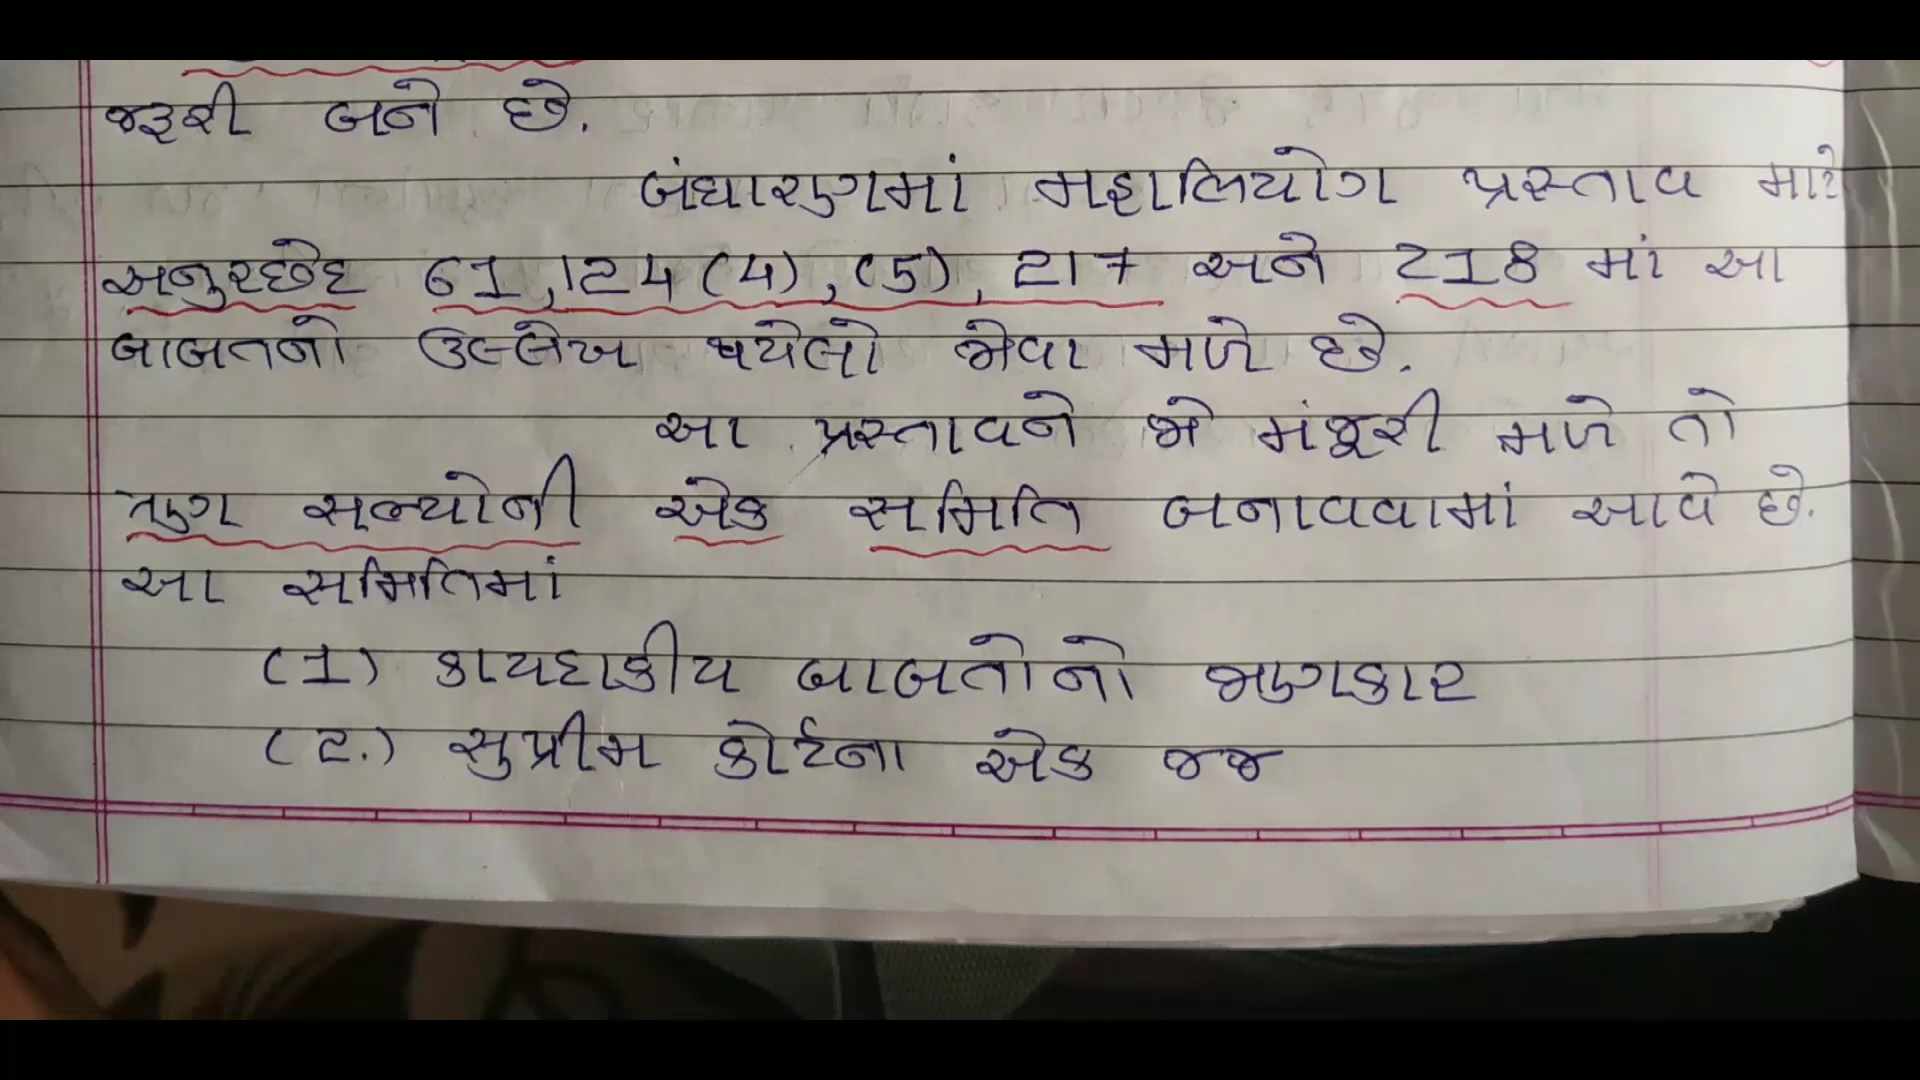 જરૂરી બને છે.
બંધારણમાં મહાભિયોગ પ્રસ્તાવ માટે
અનુચ્છેદ 61, 124 (4), (5), 217 અને 218 માં આ
બાબતનો ઉલ્લેખ થયેલો જોવા મળે છે.
આ પ્રસ્તાવને જો મંજૂરી મળે તો
ત્રણ સભ્યોની એક સમિતિ બનાવવામાં આવે છે.
આ સમિતિમાં
(1) કાયદાકીય બાબતોનો જાણકાર
(2.) સુપ્રીમ કોર્ટના એક જજ